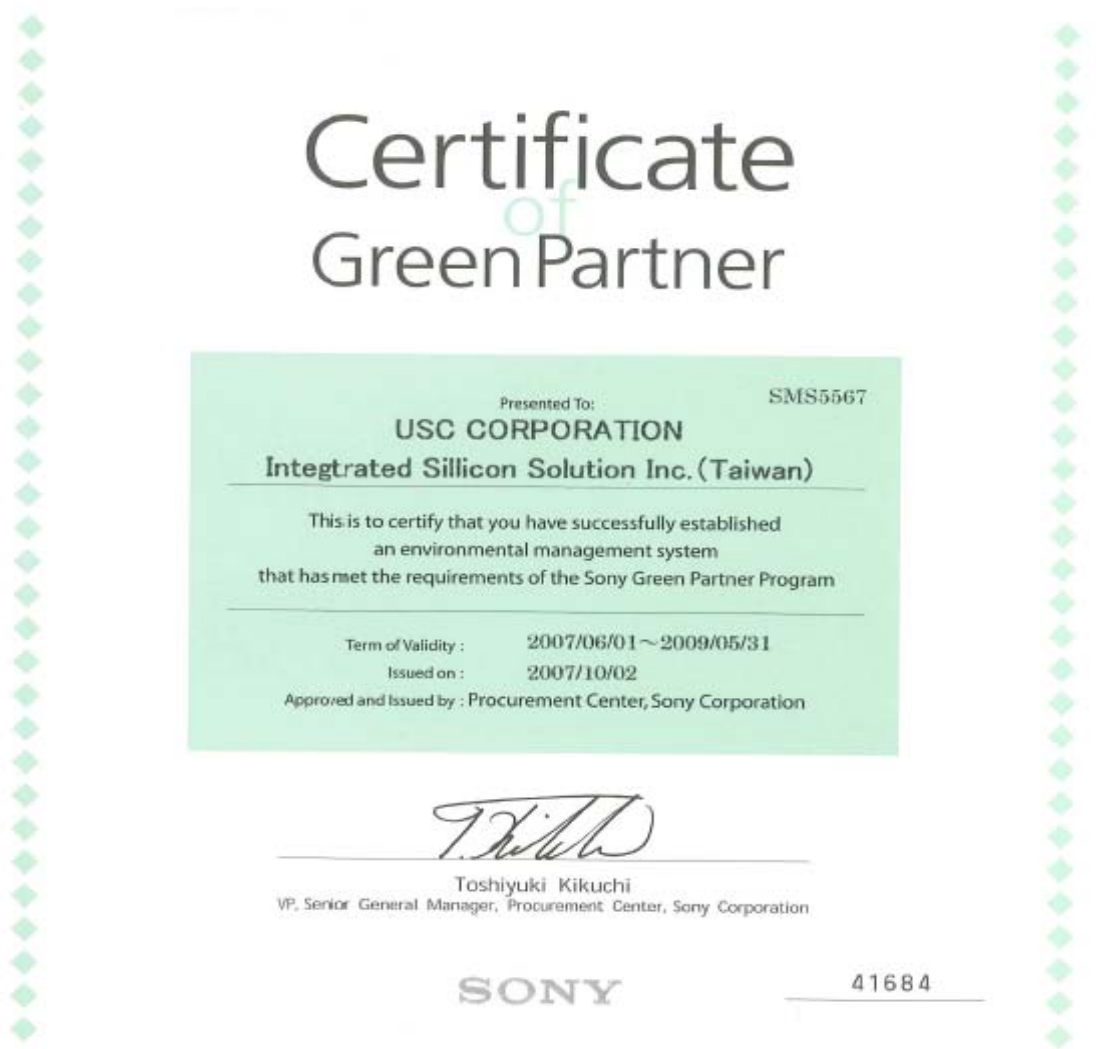 Certificate
of
Green Partner
SMS5567
Presented To:
USC CORPORATION
Integtrated Sillicon Solution Inc. (Taiwan)
This is to certify that you have successfully established
an environmental management system
that has met the requirements of the Sony Green Partner Program
Term of Validity : 2007/06/01~2009/05/31
Issued on : 2007/10/02
Approved and Issued by : Procurement Center, Sony Corporation
T. Kikuchi
Toshiyuki Kikuchi
VP, Senior General Manager, Procurement Center, Sony Corporation
SONY
41684